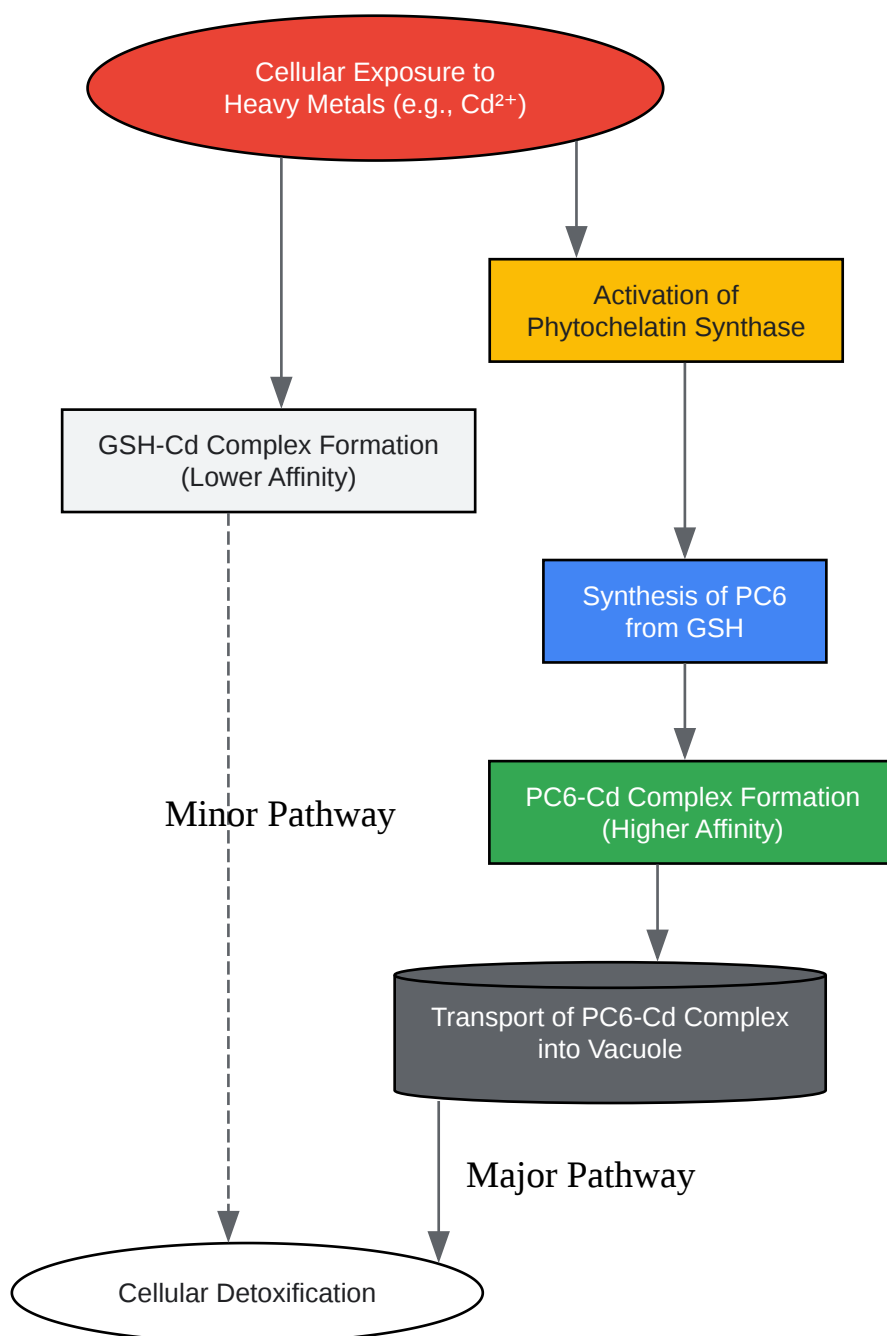 Cellular Exposure to
Heavy Metals (e.g., Cd²⁺)
Activation of
Phytochelatin Synthase
GSH-Cd Complex Formation
(Lower Affinity)
Synthesis of PC6
from GSH
PC6-Cd Complex Formation
(Higher Affinity)
Minor Pathway
Transport of PC6-Cd Complex
into Vacuole
Major Pathway
Cellular Detoxification